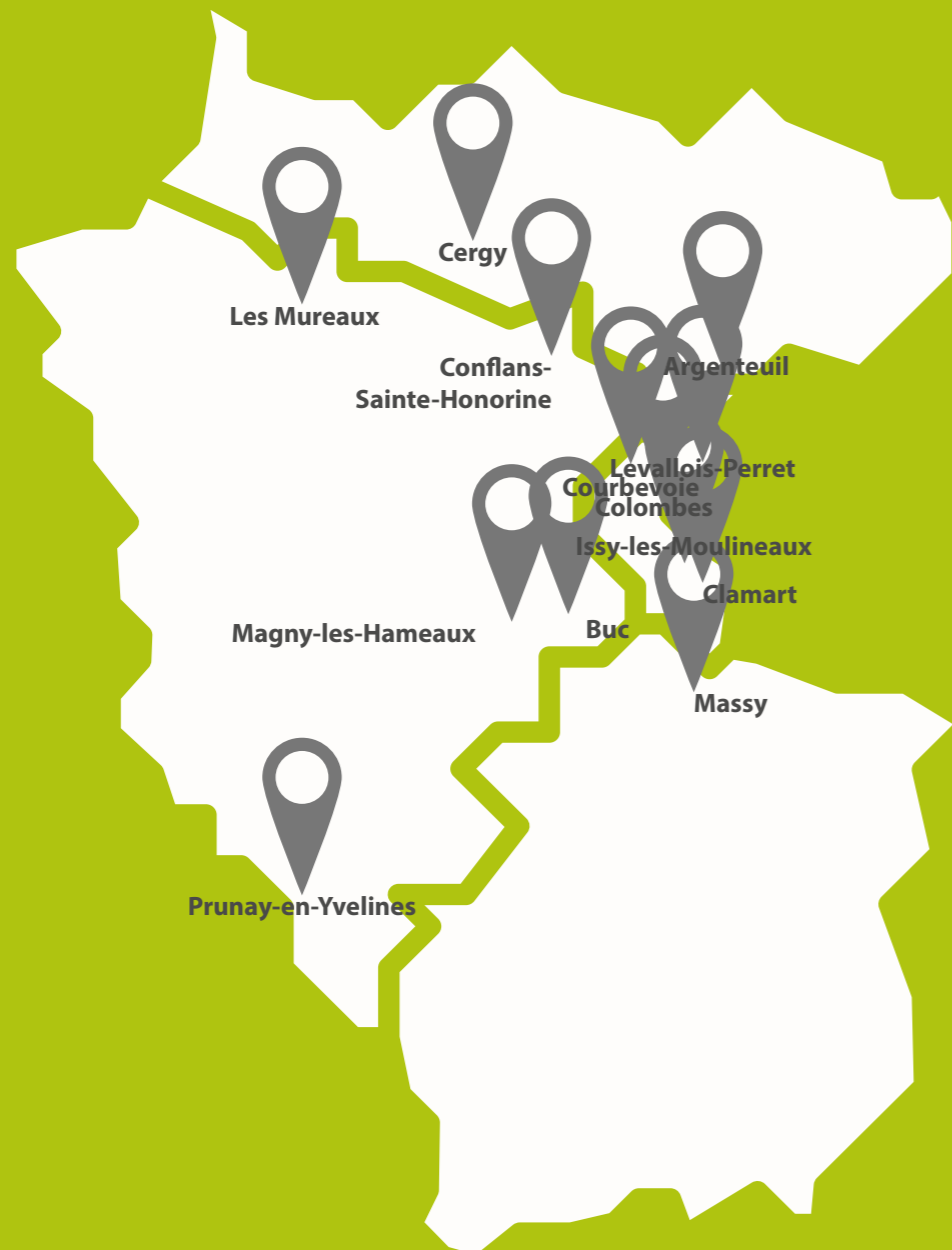 Cergy
Les Mureaux
Conflans-
Sainte-Honorine
Argenteuil
Levallois-Perret
Courbevoie
Colombes
Issy-les-Moulineaux
Clamart
Magny-les-Hameaux
Buc
Massy
Prunay-en-Yvelines